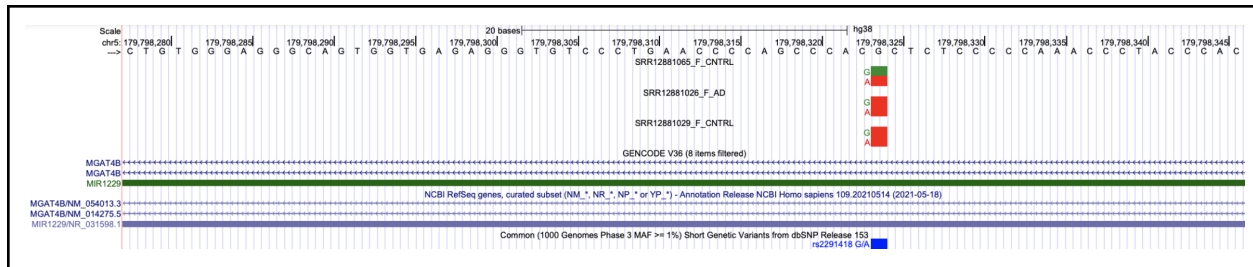 Scale 20 bases hg38
chr5: 179,798,280 179,798,285 179,798,290 179,798,295 179,798,300 179,798,305 179,798,310 179,798,315 179,798,320 179,798,325 179,798,330 179,798,335 179,798,340 179,798,345
---> C T G T G G G A G G G C A G T G G T G A G A G G G T G T C C C T G A A C C C C A G C C C A C G C T C T C C C C C A A A C C C T A C C C A C
SRR12881065_F_CNTRL
G
A
SRR12881026_F_AD
G
A
SRR12881029_F_CNTRL
G
A
GENCODE V36 (8 items filtered)
MGAT4B
MGAT4B
MIR1229
NCBI RefSeq genes, curated subset (NM_*, NR_*, NP_* or YP_*) - Annotation Release NCBI Homo sapiens 109.20210514 (2021-05-18)
MGAT4B/NM_054013.3
MGAT4B/NM_014275.5
MIR1229/NR_031598.1
Common (1000 Genomes Phase 3 MAF >= 1%) Short Genetic Variants from dbSNP Release 153
rs2291418 G/A